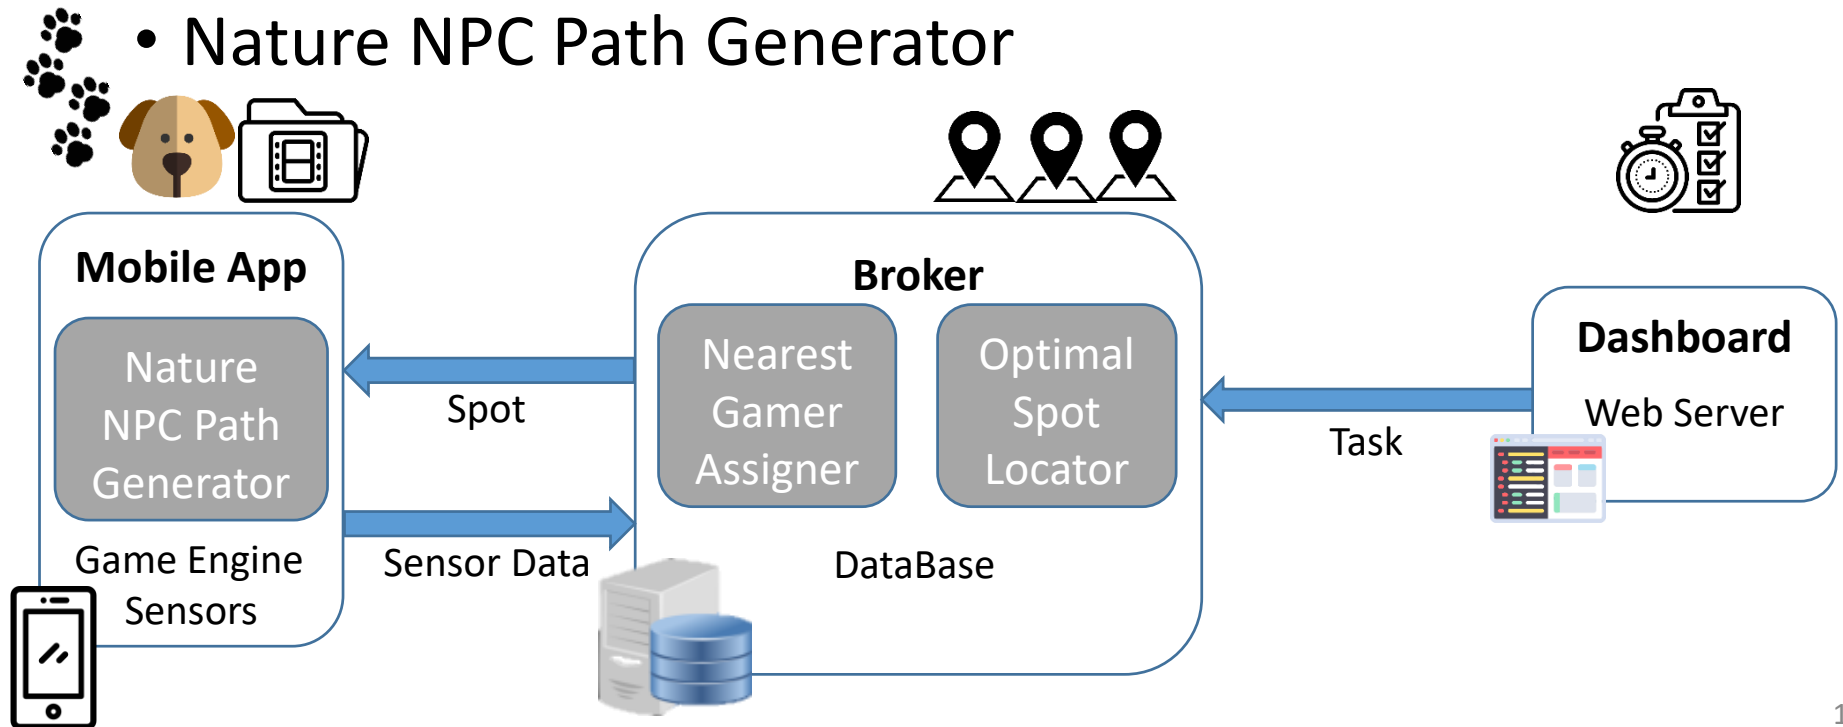 • Nature NPC Path Generator
Mobile App
Nature
NPC Path
Generator
Game Engine
Sensors
Spot
Sensor Data
Broker
Nearest
Gamer
Assigner
Optimal
Spot
Locator
DataBase
Task
Dashboard
Web Server
1